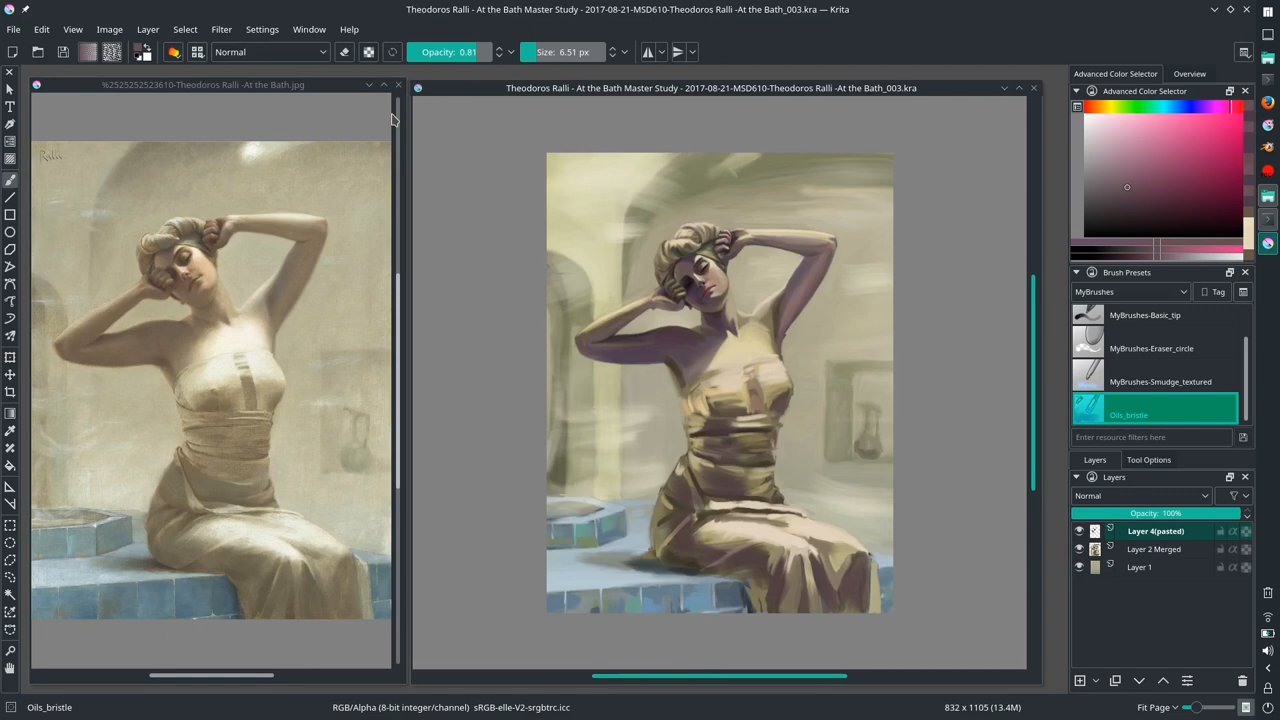 Theodoros Ralli - At the Bath Master Study - 2017-08-21-MSD610-Theodoros Ralli -At the Bath_003.kra — Krita
File Edit View Image Layer Select Filter Settings Window Help
Normal Opacity: 0.81 Size: 6.51 px
%2525252523610-Theodoros Ralli -At the Bath.jpg
Theodoros Ralli - At the Bath Master Study - 2017-08-21-MSD610-Theodoros Ralli -At the Bath_003.kra
Ralli
Advanced Color Selector Overview
Advanced Color Selector
Brush Presets
MyBrushes Tag
MyBrushes-Basic_tip
MyBrushes-Eraser_circle
MyBrushes-Smudge_textured
Oils_bristle
Enter resource filters here
Layers Tool Options
Layers
Normal
Opacity: 100%
Layer 4(pasted)
Layer 2 Merged
Layer 1
Oils_bristle RGB/Alpha (8-bit integer/channel) sRGB-elle-V2-srgbtrc.icc 832 x 1105 (13.4M) Fit Page